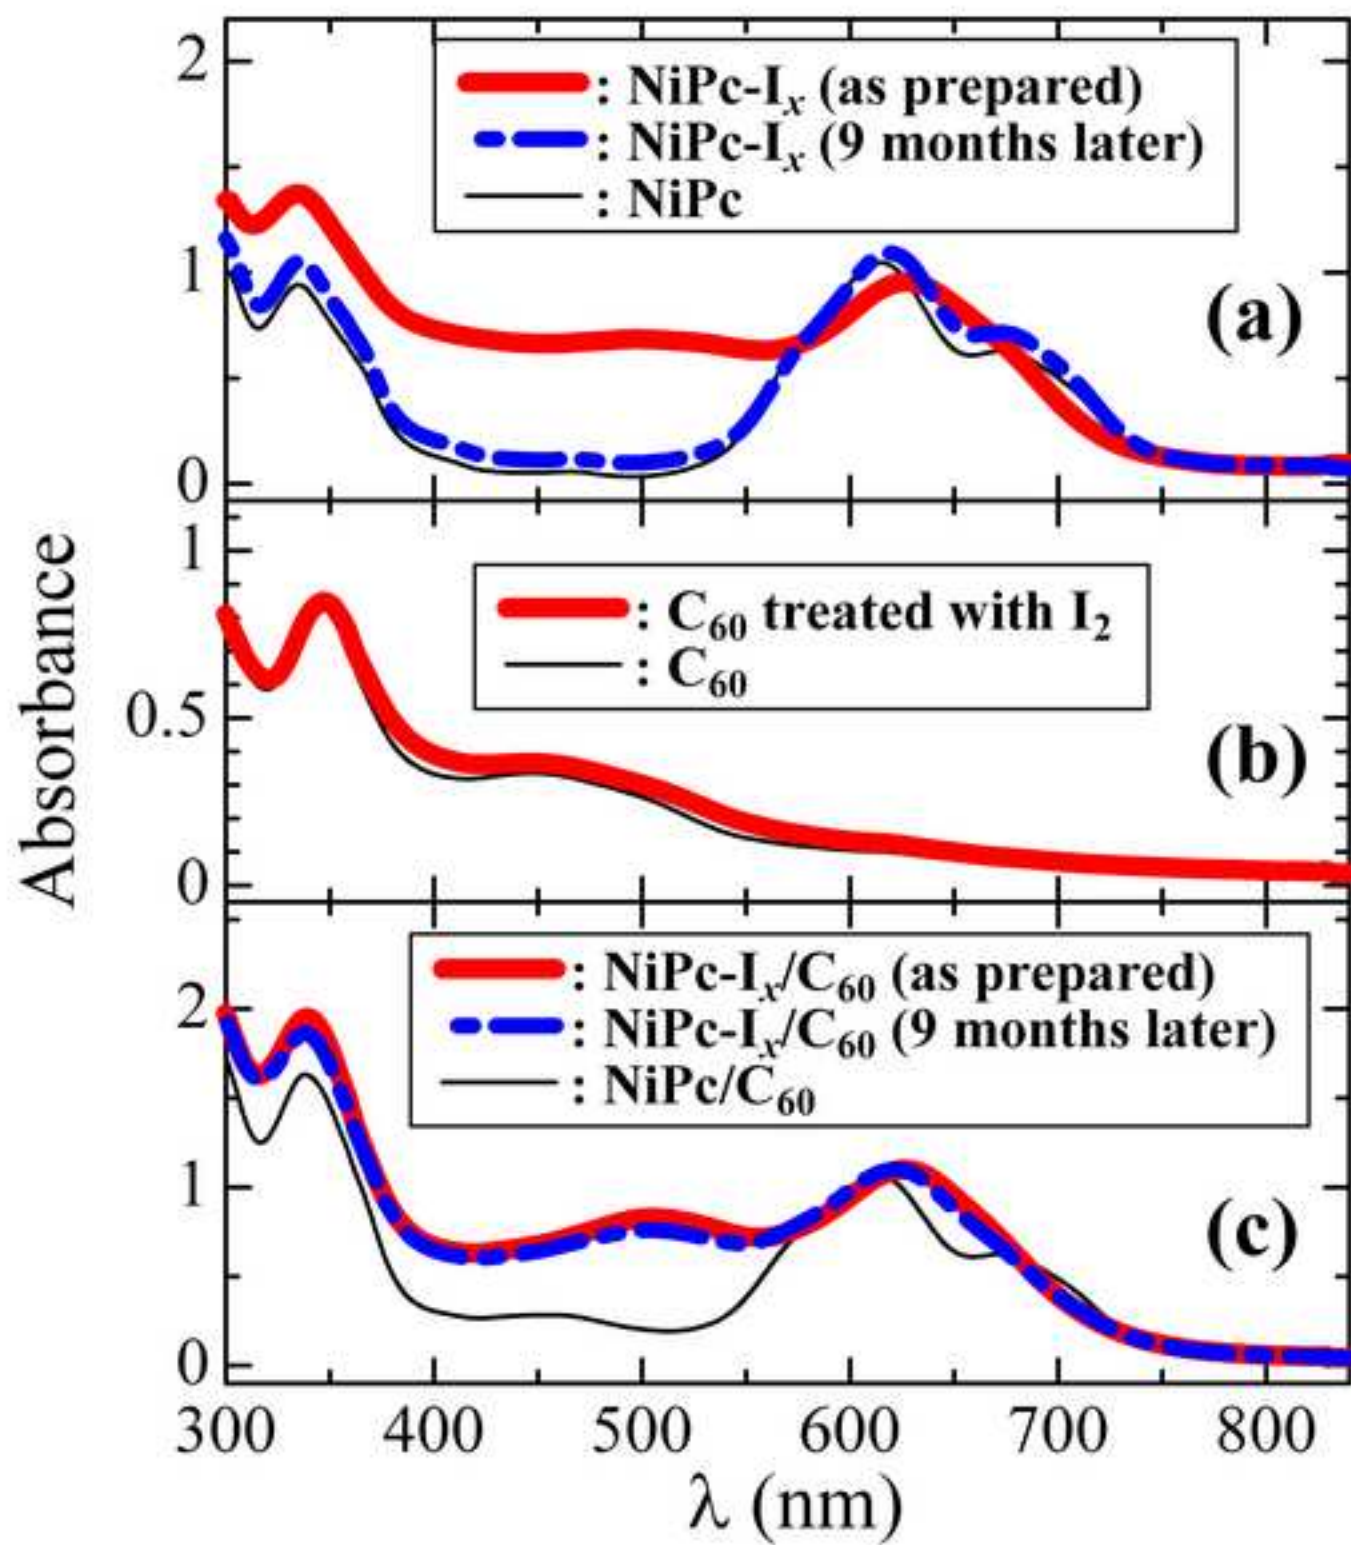 2
1
0
: NiPc-Iₓ (as prepared)
: NiPc-Iₓ (9 months later)
: NiPc
(a)
Absorbance
1
0.5
0
: C₆₀ treated with I₂
: C₆₀
(b)
2
1
0
: NiPc-Iₓ/C₆₀ (as prepared)
: NiPc-Iₓ/C₆₀ (9 months later)
: NiPc/C₆₀
(c)
300 400 500 600 700 800
λ (nm)